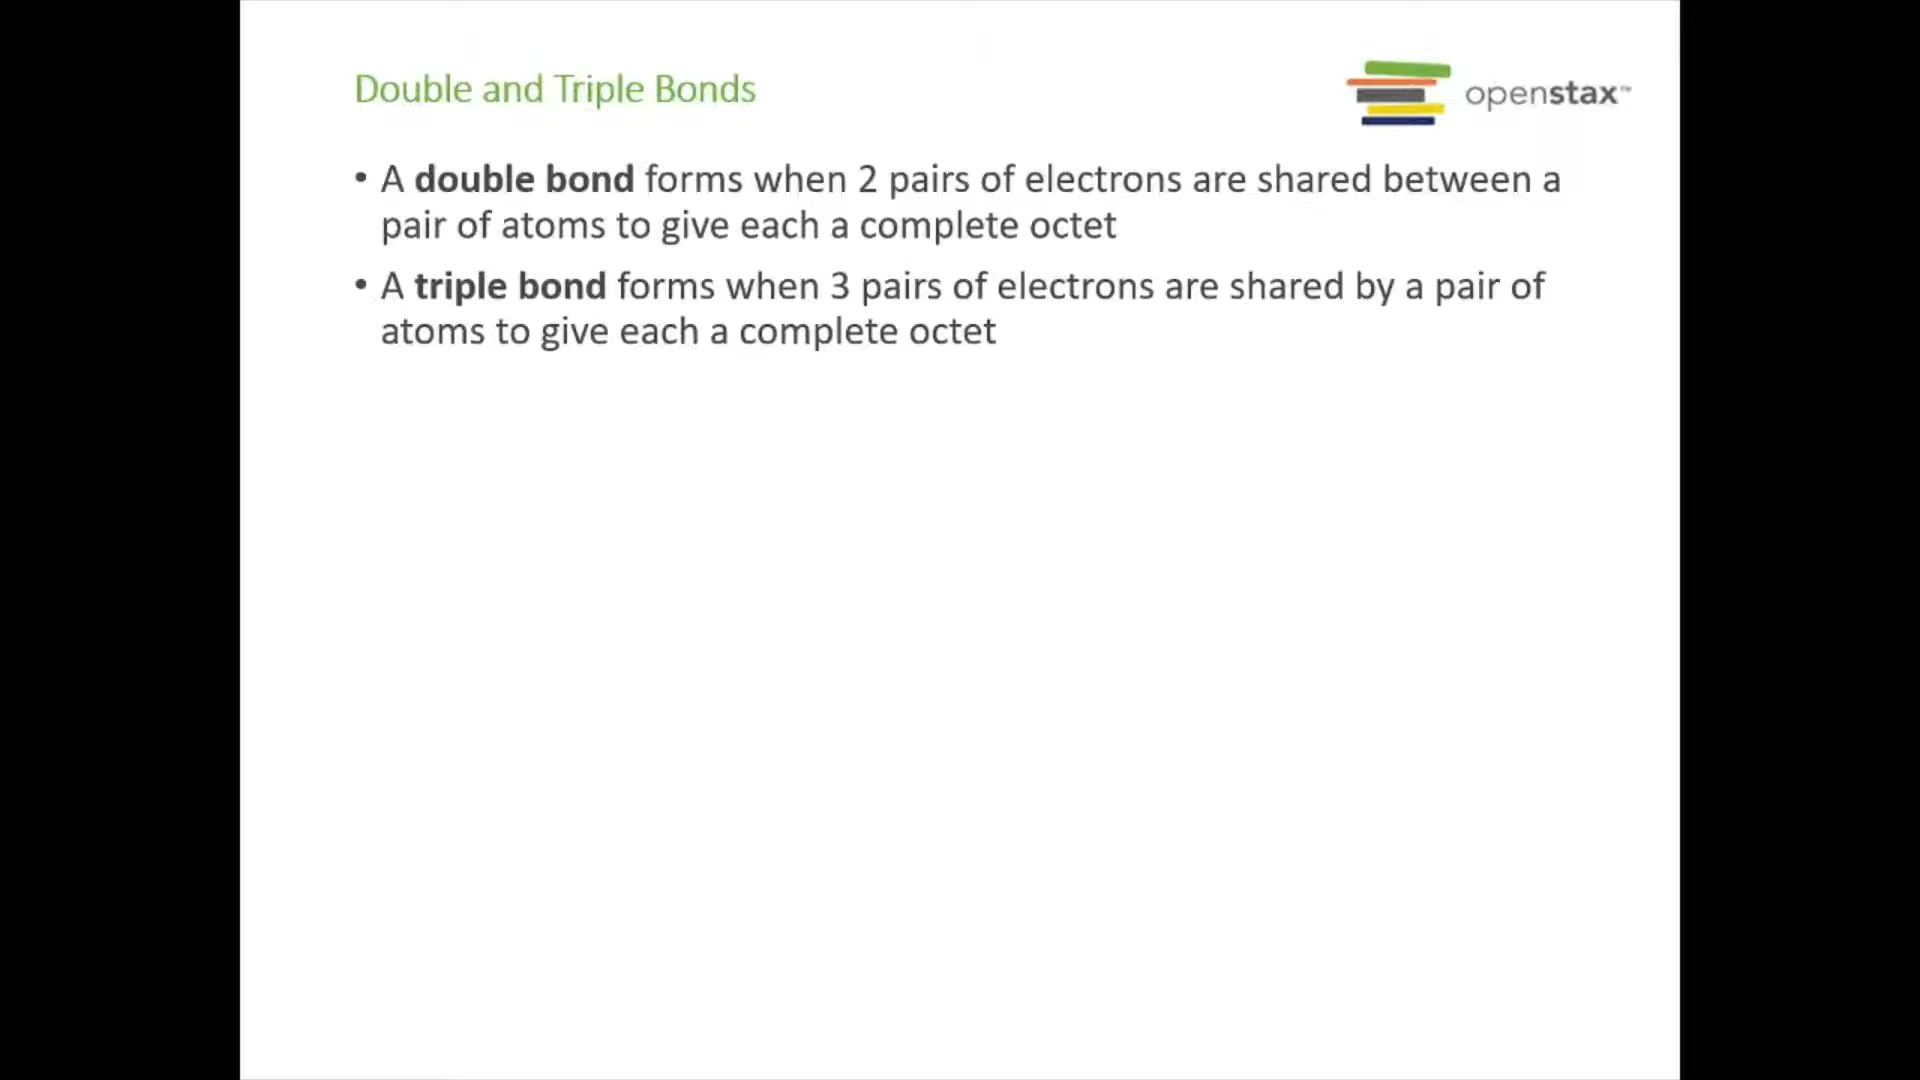 Double and Triple Bonds
openstax™
• A double bond forms when 2 pairs of electrons are shared between a
pair of atoms to give each a complete octet
• A triple bond forms when 3 pairs of electrons are shared by a pair of
atoms to give each a complete octet